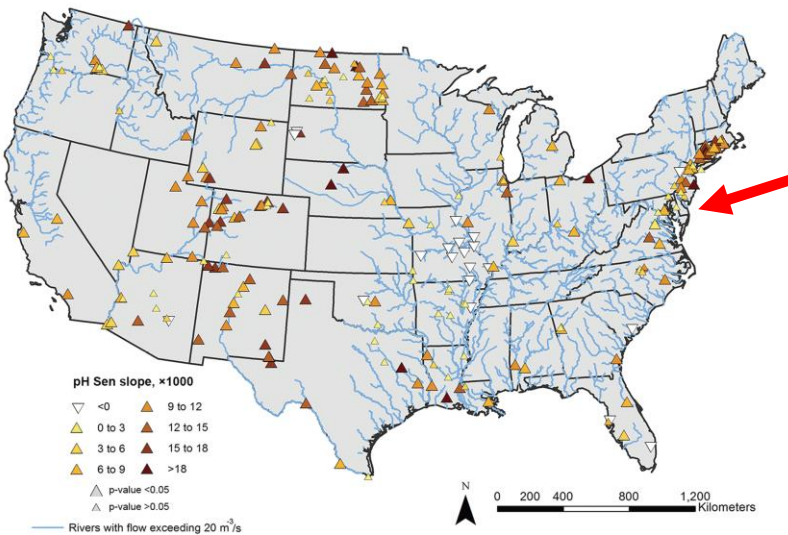 pH Sen slope, ×1000
<0
0 to 3
3 to 6
6 to 9
9 to 12
12 to 15
15 to 18
>18
p-value <0.05
p-value >0.05
Rivers with flow exceeding 20 m⁻³/s
N
0 200 400 800 1,200
Kilometers